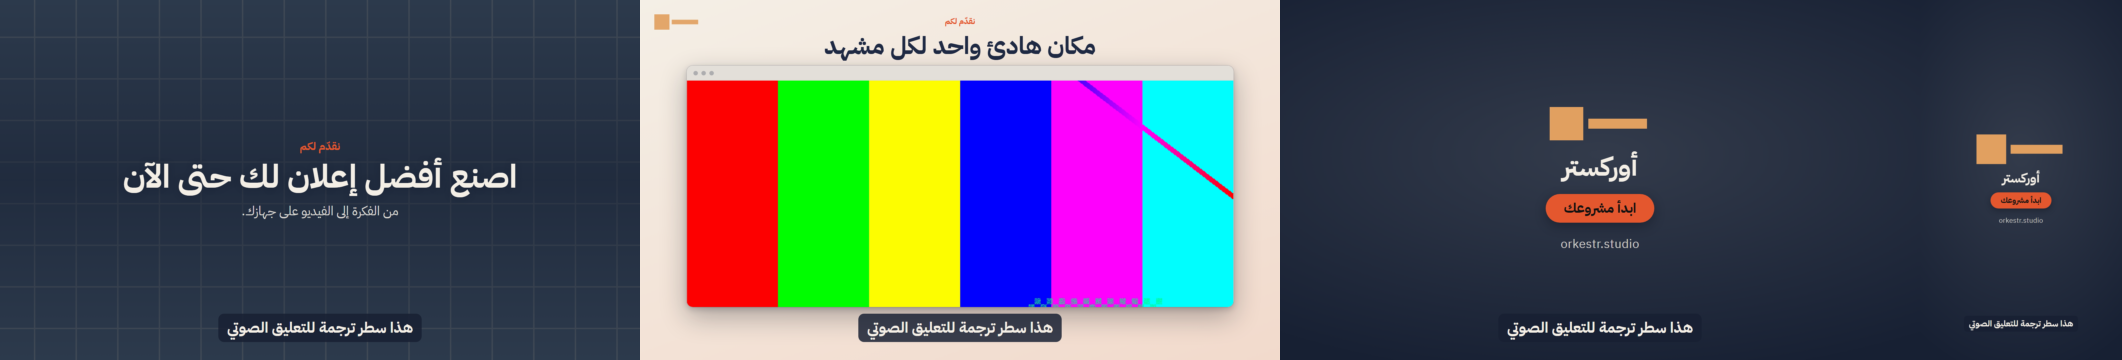 نقدّم لكم
اصنع أفضل إعلان لك حتى الآن
من الفكرة إلى الفيديو على جهازك.
هذا سطر ترجمة للتعليق الصوتي
نقدّم لكم
مكان هادئ واحد لكل مشهد
هذا سطر ترجمة للتعليق الصوتي
أوركستر
ابدأ مشروعك
orkestr.studio
هذا سطر ترجمة للتعليق الصوتي
أوركستر
ابدأ مشروعك
orkestr.studio
هذا سطر ترجمة للتعليق الصوتي